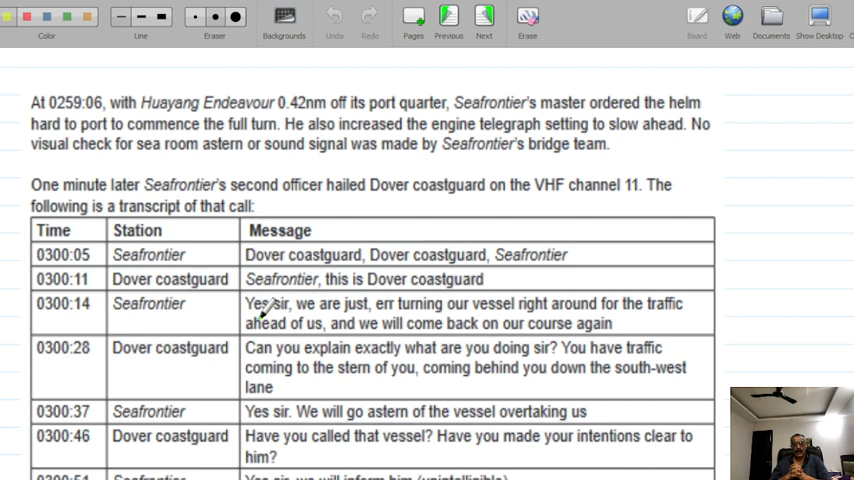 Color
Line
Eraser
Backgrounds
Undo
Redo
Pages
Previous
Next
Erase
Board
Web
Documents
Show Desktop
At 0259:06, with Huayang Endeavour 0.42nm off its port quarter, Seafrontier's master ordered the helm
hard to port to commence the full turn. He also increased the engine telegraph setting to slow ahead. No
visual check for sea room astern or sound signal was made by Seafrontier's bridge team.
One minute later Seafrontier's second officer hailed Dover coastguard on the VHF channel 11. The
following is a transcript of that call:
Time Station Message
0300:05 Seafrontier Dover coastguard, Dover coastguard, Seafrontier
0300:11 Dover coastguard Seafrontier, this is Dover coastguard
0300:14 Seafrontier Yes sir, we are just, err turning our vessel right around for the traffic
ahead of us, and we will come back on our course again
0300:28 Dover coastguard Can you explain exactly what are you doing sir? You have traffic
coming to the stern of you, coming behind you down the south-west
lane
0300:37 Seafrontier Yes sir. We will go astern of the vessel overtaking us
0300:46 Dover coastguard Have you called that vessel? Have you made your intentions clear to
him?
0300:51 Seafrontier Yes sir, we will inform him (unintelligible)